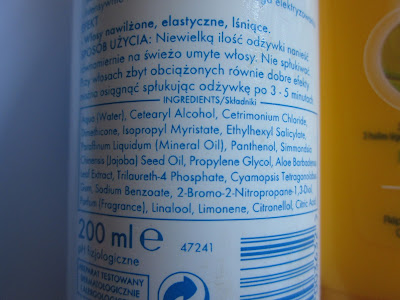 elektryzowan
EFEKT
Włosy nawilżone, elastyczne, lśniące.
SPOSÓB UŻYCIA: Niewielką ilość odżywki nanieść
równomiernie na świeżo umyte włosy. Nie spłukiwać.
Przy włosach zbyt obciążonych równie dobre efekty
można osiągnąć spłukując odżywkę po 3 - 5 minutach
INGREDIENTS/Składniki
Aqua (Water), Cetearyl Alcohol, Cetrimonium Chloride,
Dimethicone, Isopropyl Myristate, Ethylhexyl Salicylate,
Paraffinum Liquidum (Mineral Oil), Panthenol, Simmondsia
Chinensis (Jojoba) Seed Oil, Propylene Glycol, Aloe Barbadensis
Leaf Extract, Trilaureth-4 Phosphate, Cyamopsis Tetragonoloba
Gum, Sodium Benzoate, 2-Bromo-2-Nitropropane-1,3-Diol,
Parfum (Fragrance), Linalool, Limonene, Citronellol, Citric Acid
200 ml e
47241
pH fizjologiczne
PREPARAT TESTOWANY
DERMATOLOGICZNIE